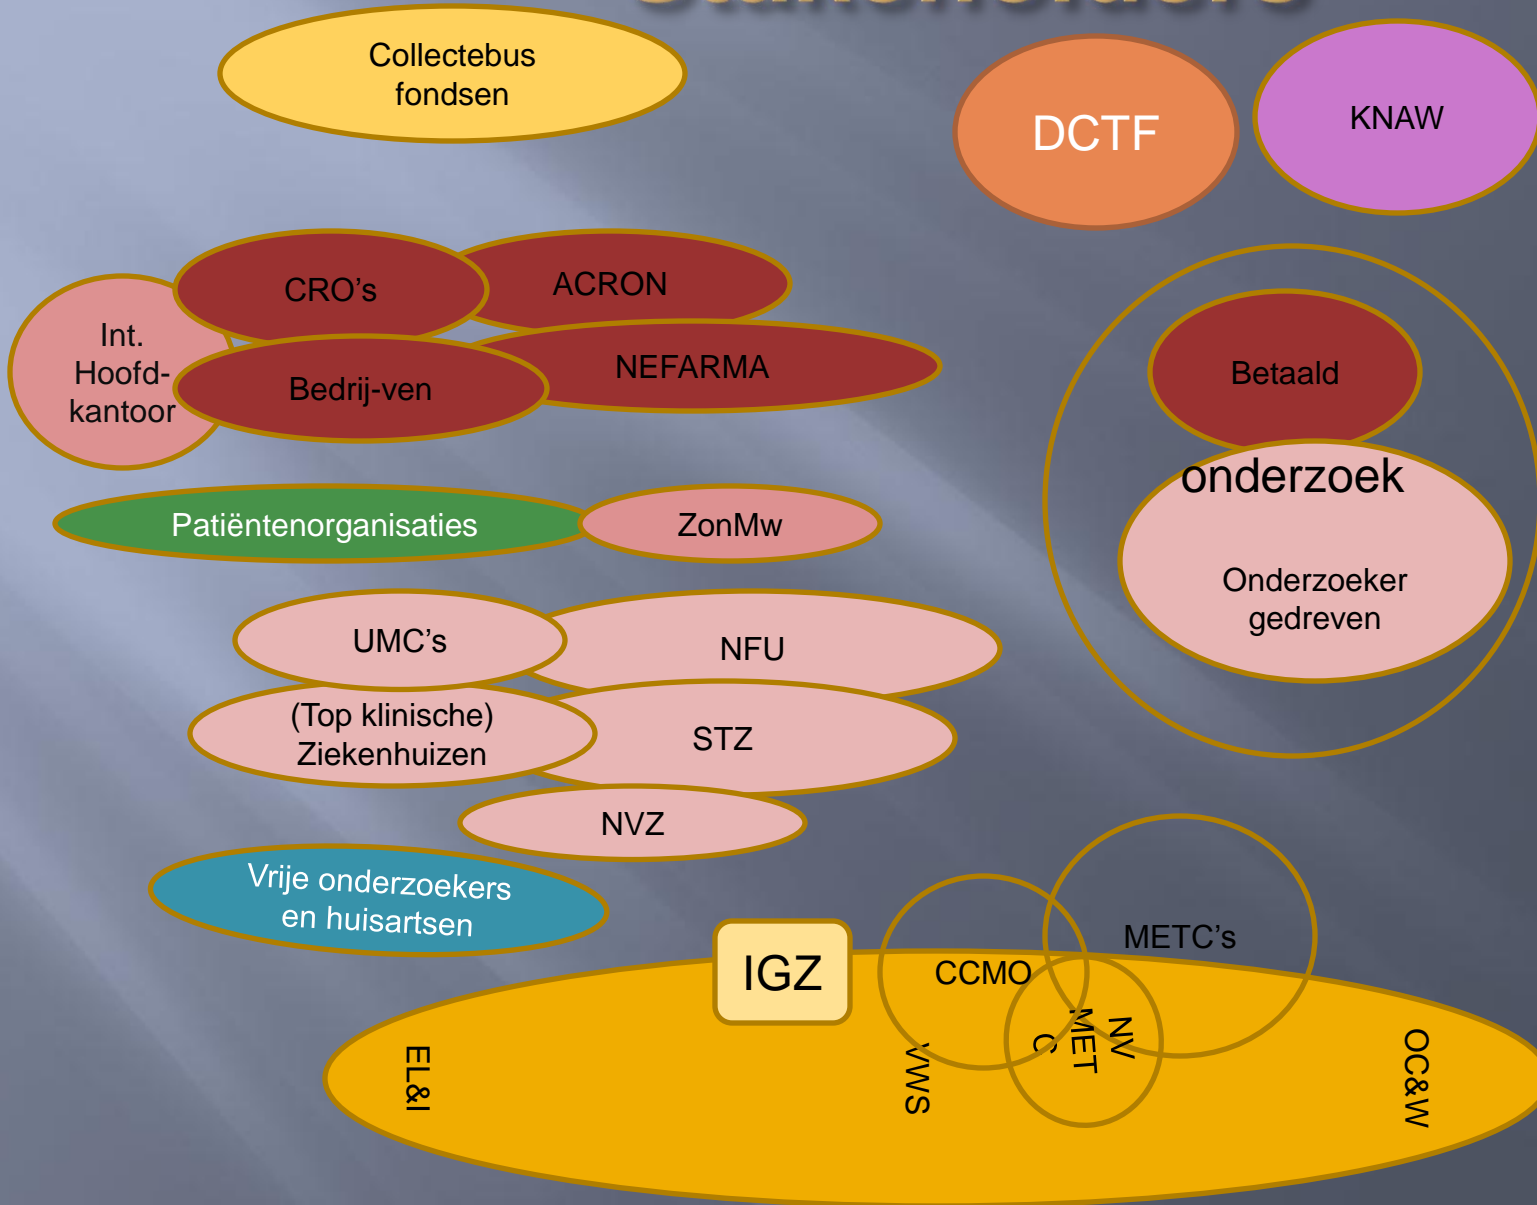 Stakeholders
Collectebus
fondsen
DCTF
KNAW
CRO's
ACRON
Int.
Hoofd-
kantoor
Bedrij-ven
NEFARMA
Betaald
onderzoek
Onderzoeker
gedreven
Patiëntenorganisaties
ZonMw
UMC's
NFU
(Top klinische)
Ziekenhuizen
STZ
NVZ
Vrije onderzoekers
en huisartsen
IGZ
CCMO
METC's
NV
MET
C
EL&I
VWS
OC&W